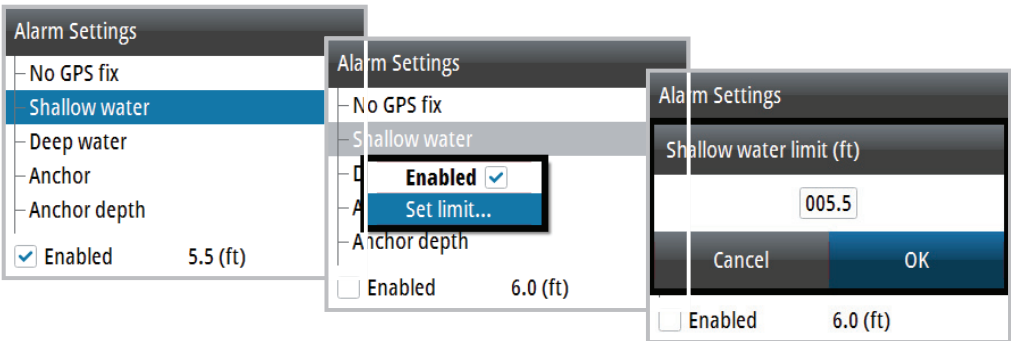 Alarm Settings
No GPS fix
Shallow water
Deep water
Anchor
Anchor depth
Enabled 5.5 (ft)
Alarm Settings
No GPS fix
Shallow water
D
Enabled
A
Set limit...
Anchor depth
Enabled 6.0 (ft)
Alarm Settings
Shallow water limit (ft)
005.5
Cancel OK
Enabled 6.0 (ft)